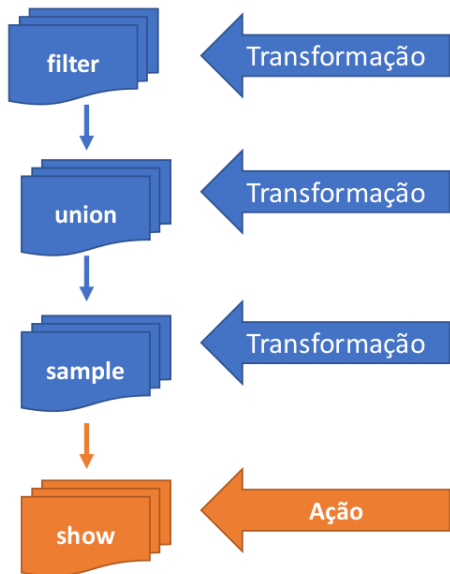 filter
Transformação
union
Transformação
sample
Transformação
show
Ação